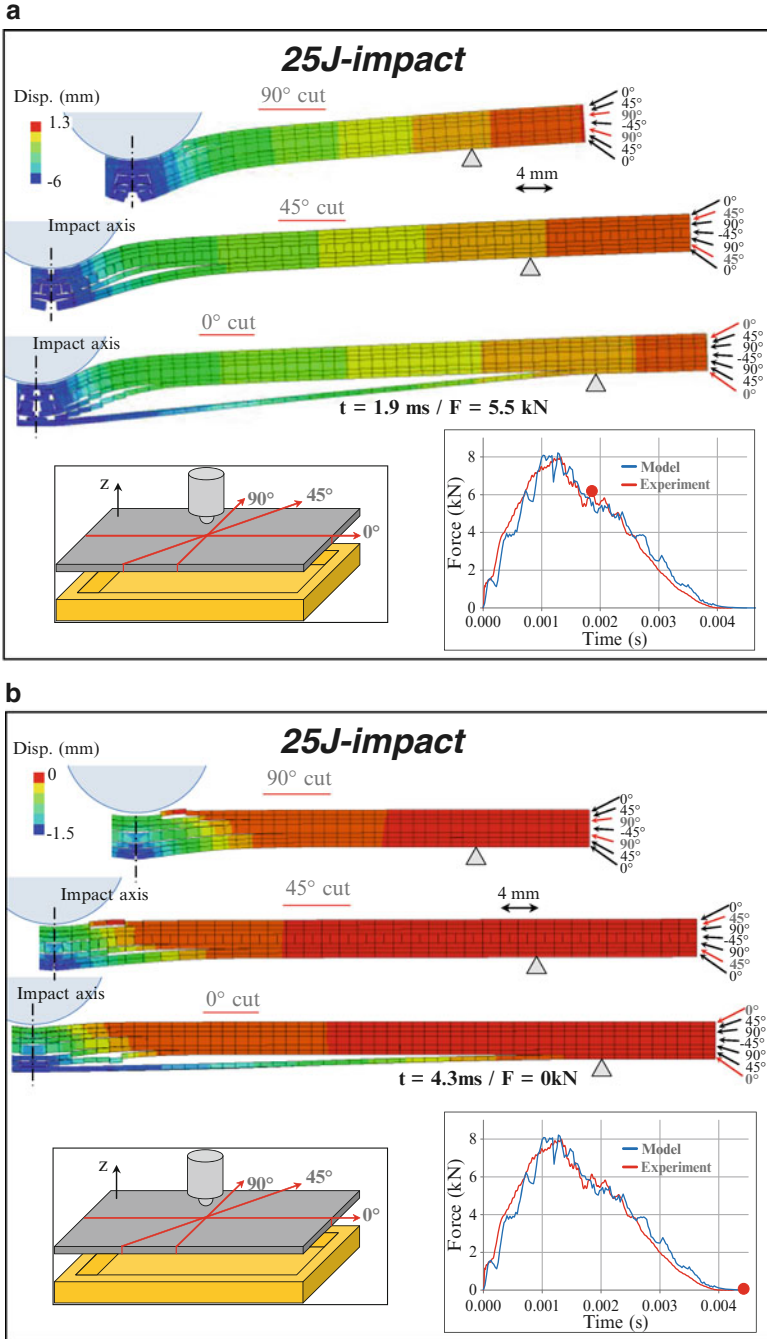 a
25J-impact
Disp. (mm)
1.3
-6
90° cut
0°
45°
90°
-45°
90°
45°
0°
4 mm
Impact axis
45° cut
0°
45°
90°
-45°
90°
45°
0°
Impact axis
0° cut
0°
45°
90°
-45°
90°
45°
0°
t = 1.9 ms / F = 5.5 kN
z
90°
45°
0°
Force (kN)
8
6
4
2
0
Model
Experiment
0.000 0.001 0.002 0.003 0.004
Time (s)
b
25J-impact
Disp. (mm)
0
-1.5
90° cut
0°
45°
90°
-45°
90°
45°
0°
4 mm
Impact axis
45° cut
0°
45°
90°
-45°
90°
45°
0°
Impact axis
0° cut
0°
45°
90°
-45°
90°
45°
0°
t = 4.3ms / F = 0kN
z
90°
45°
0°
Force (kN)
8
6
4
2
0
Model
Experiment
0.000 0.001 0.002 0.003 0.004
Time (s)